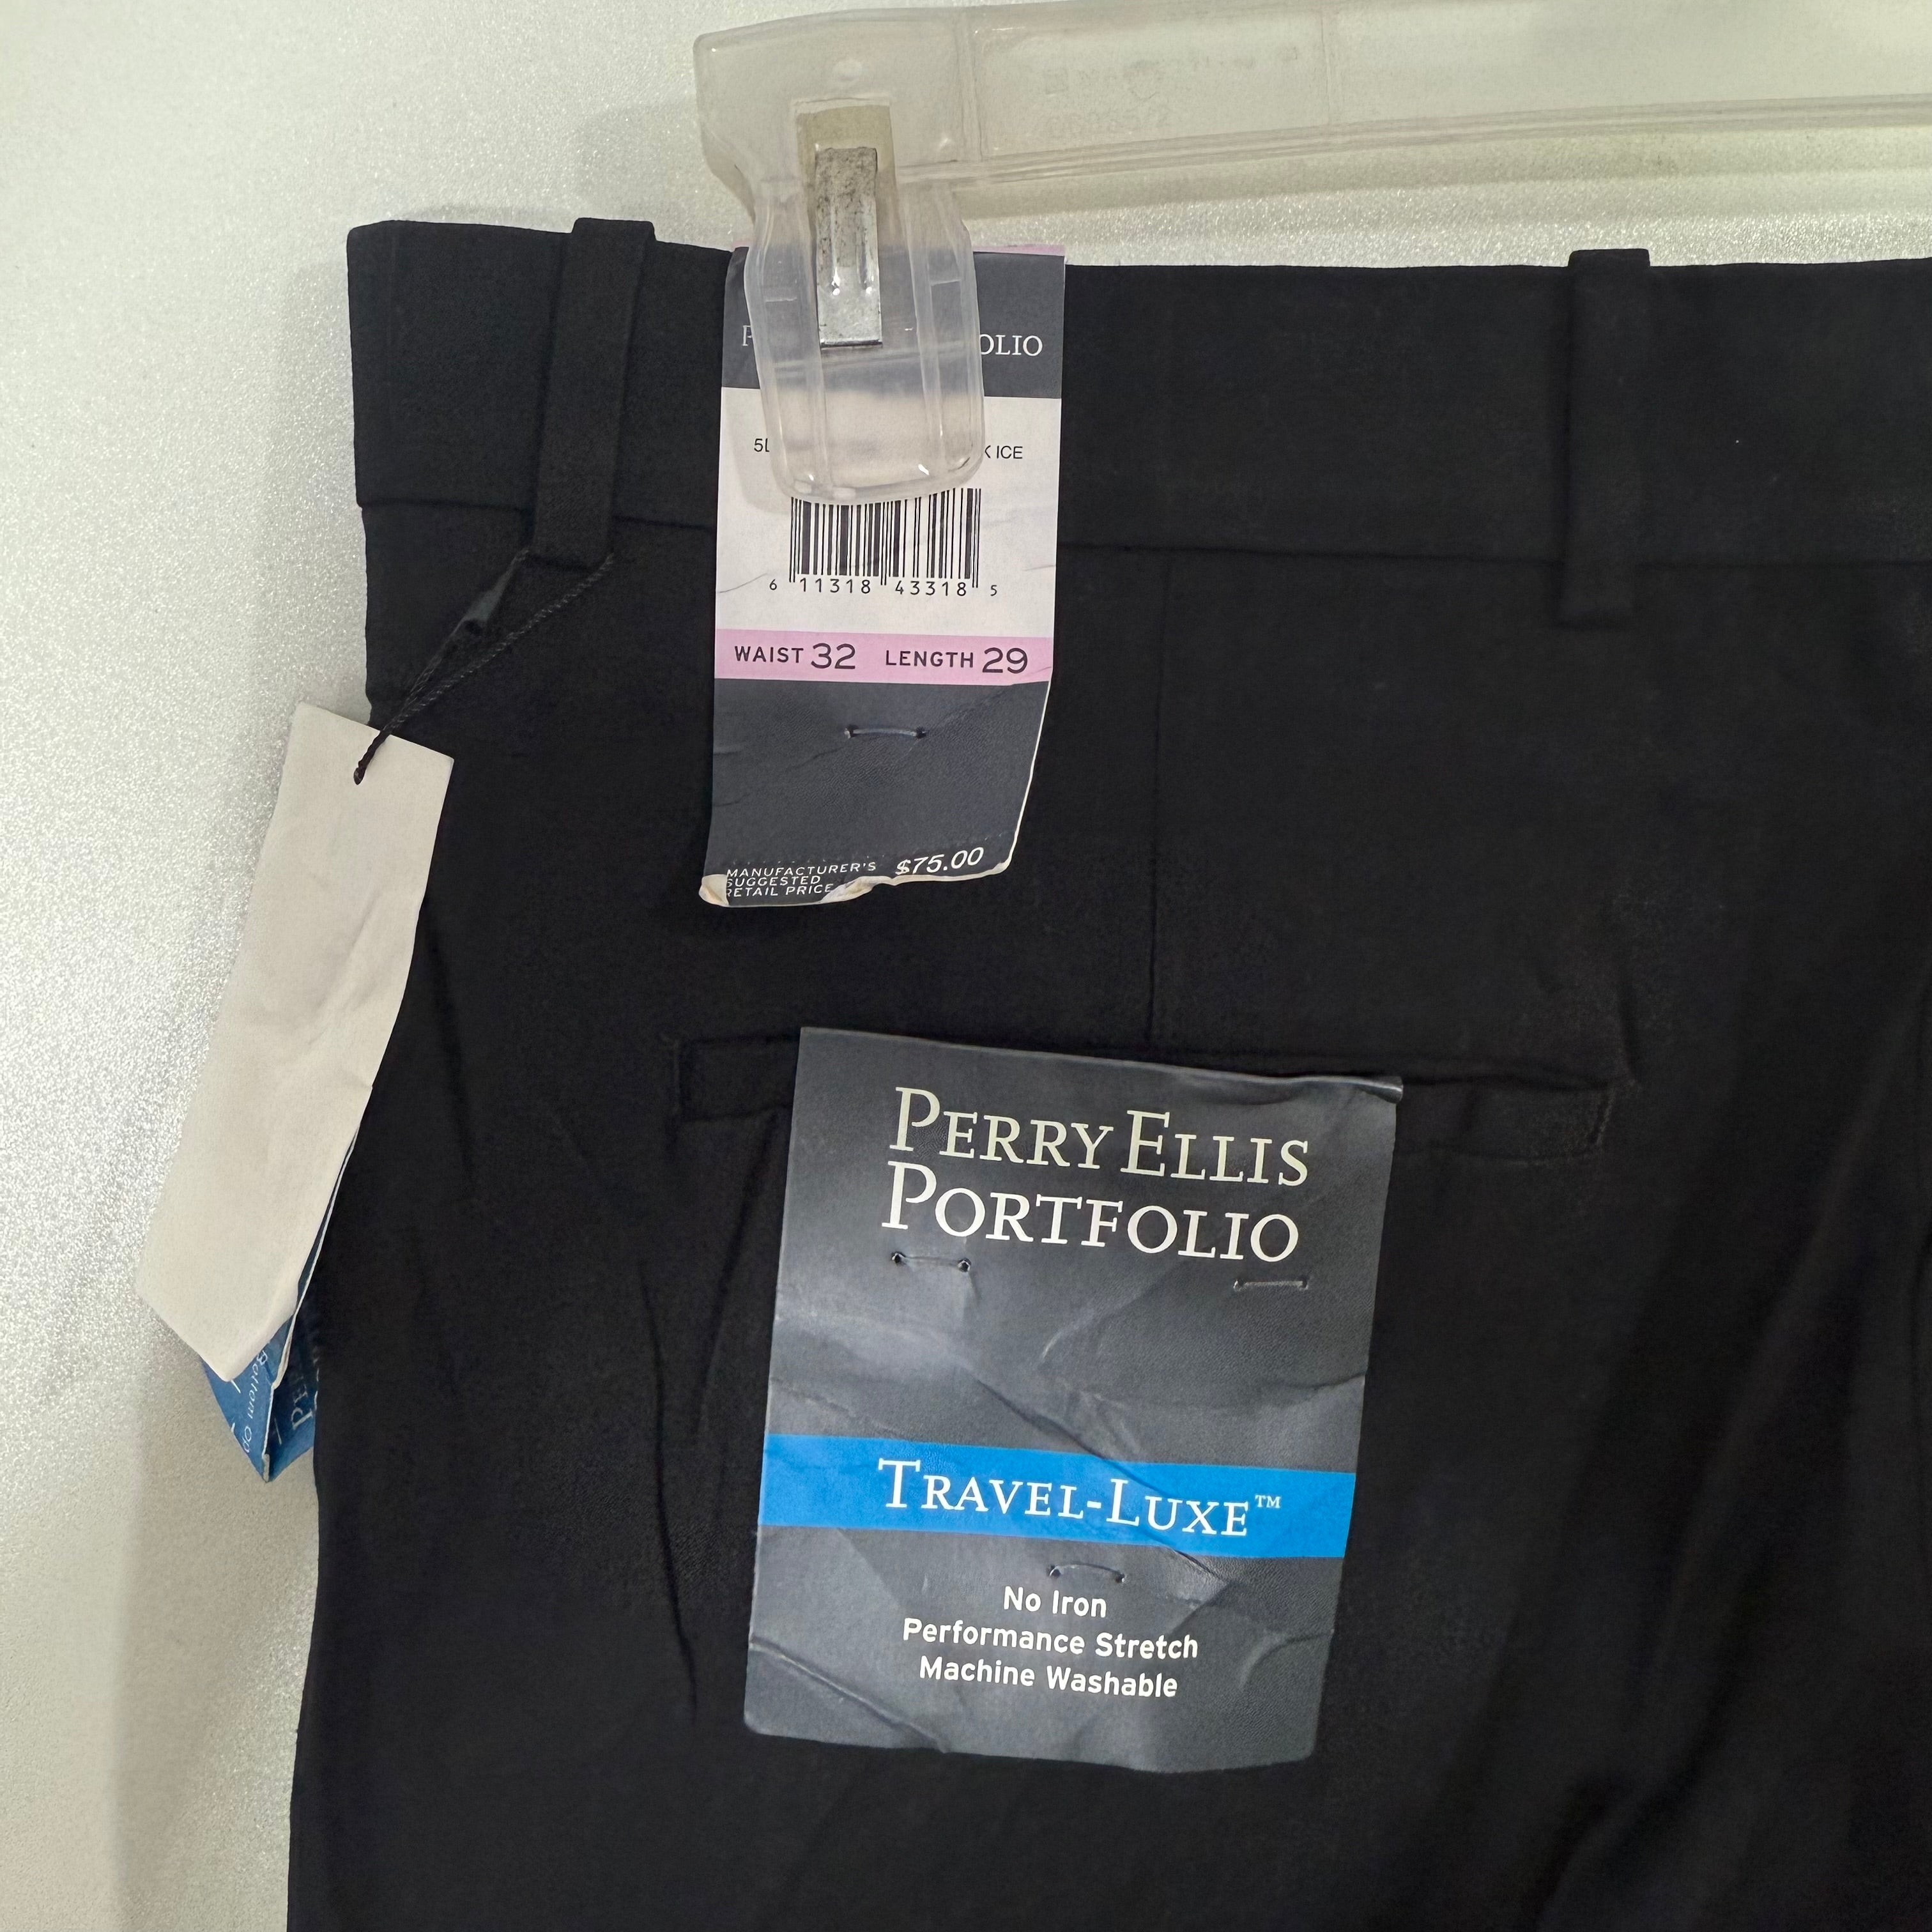 OLIO
5L
K ICE
6 11318 43318 5
WAIST 32 LENGTH 29
MANUFACTURER'S
SUGGESTED
RETAIL PRICE
$75.00
PERRY ELLIS
PORTFOLIO
TRAVEL-LUXE™
No Iron
Performance Stretch
Machine Washable